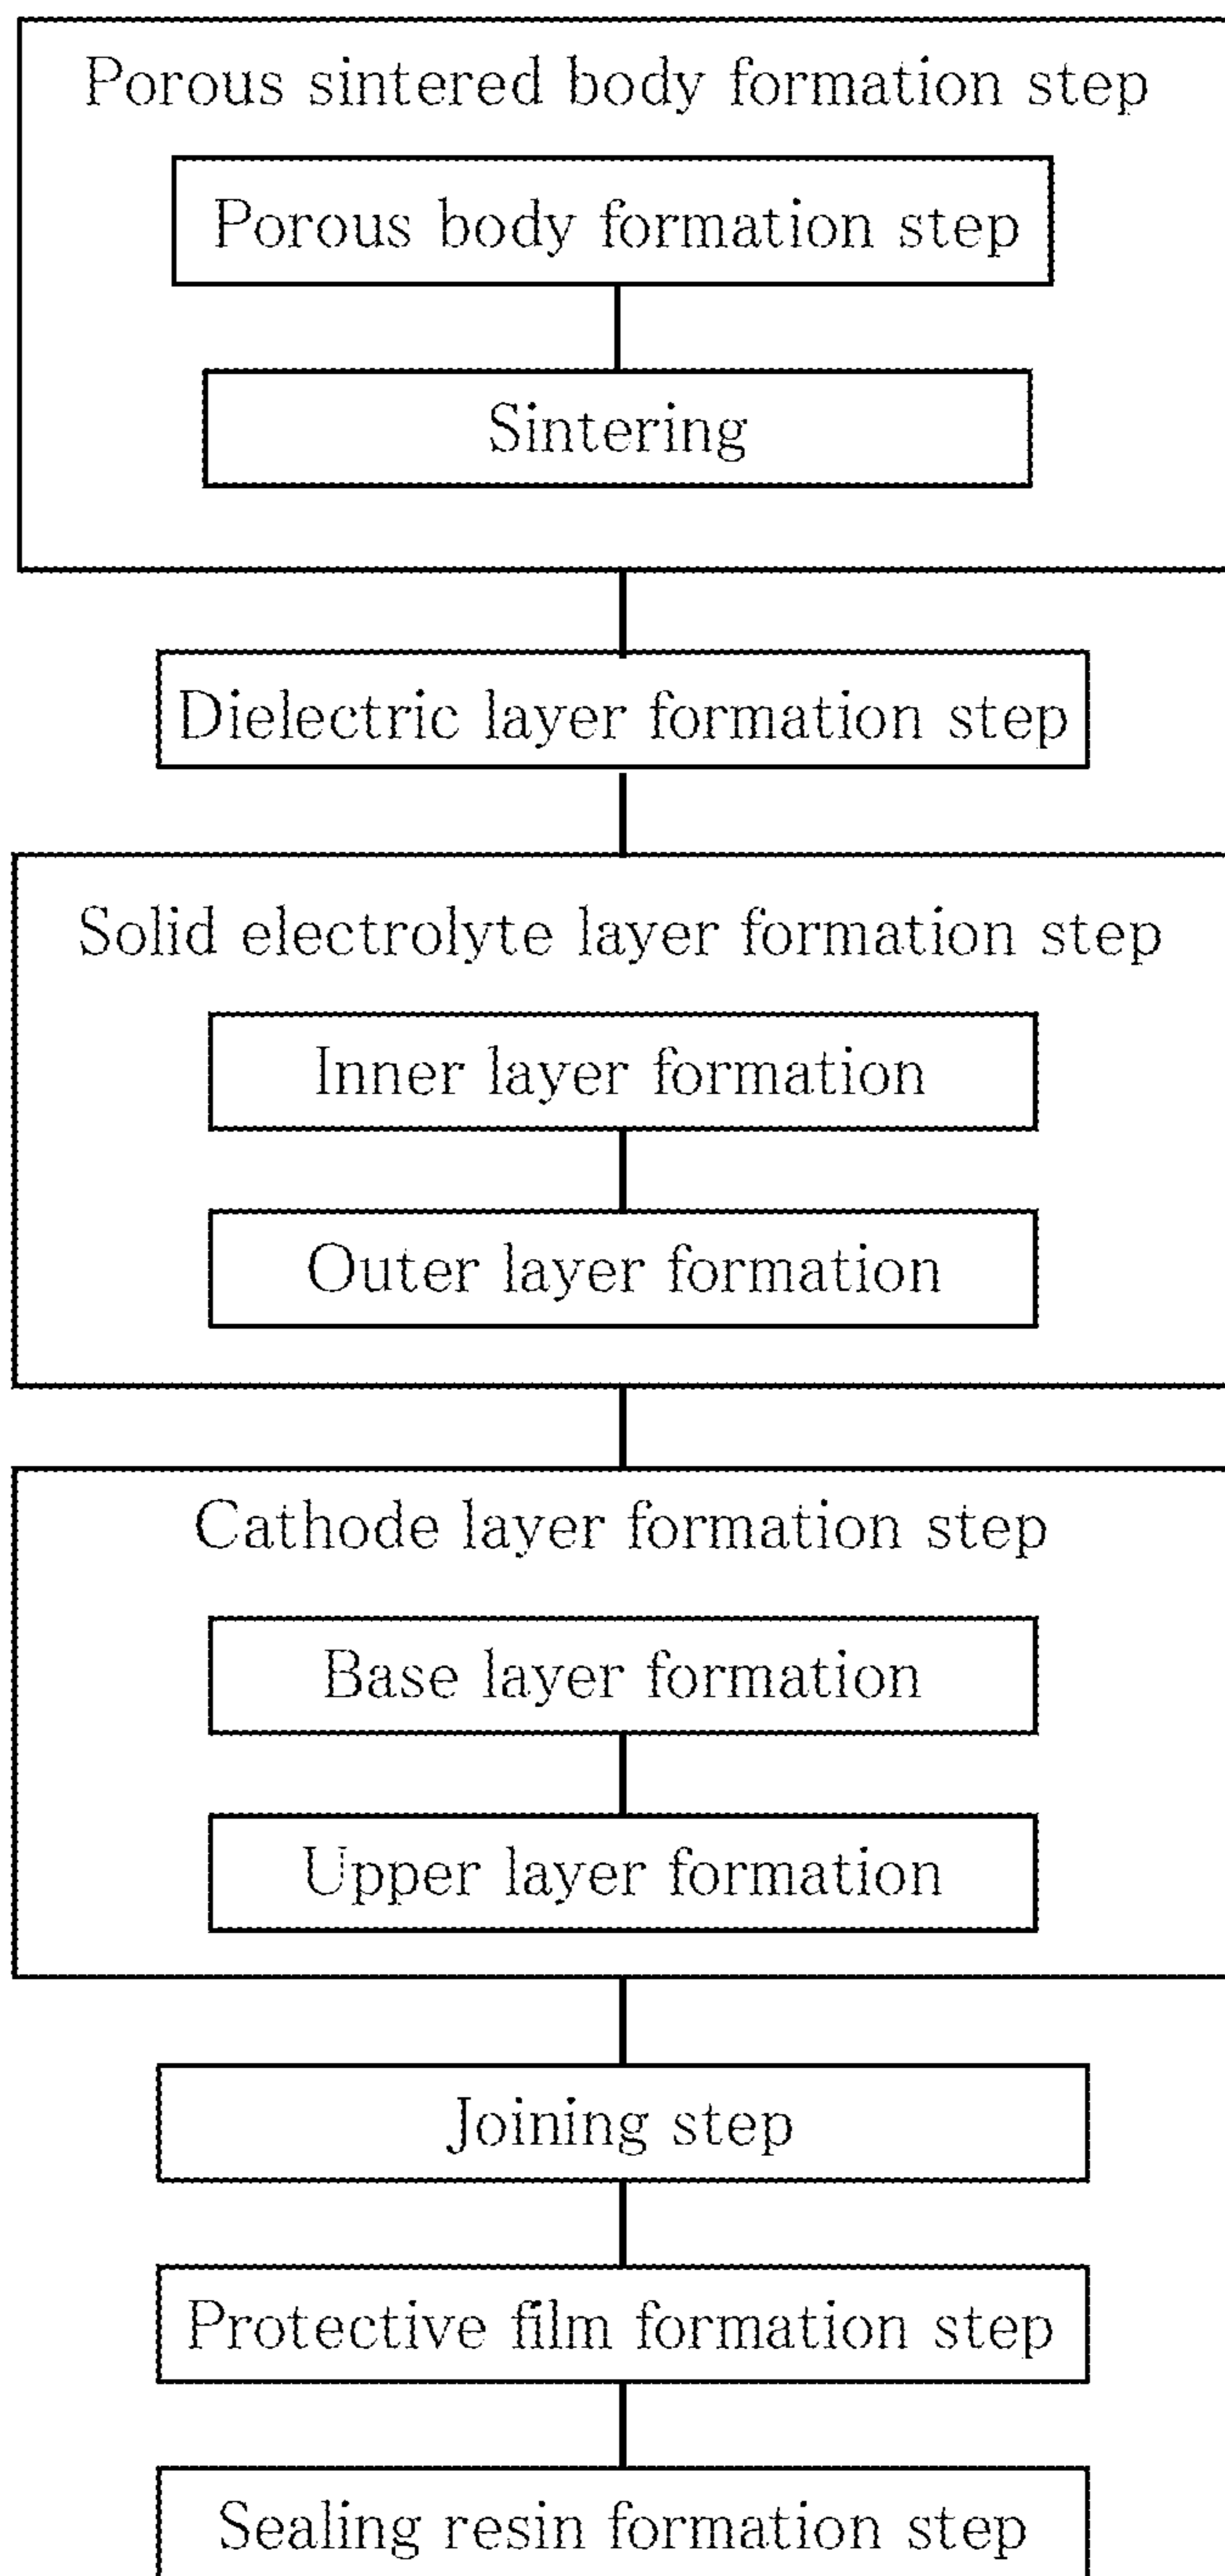 Porous sintered body formation step
Porous body formation step
Sintering
Dielectric layer formation step
Solid electrolyte layer formation step
Inner layer formation
Outer layer formation
Cathode layer formation step
Base layer formation
Upper layer formation
Joining step
Protective film formation step
Sealing resin formation step